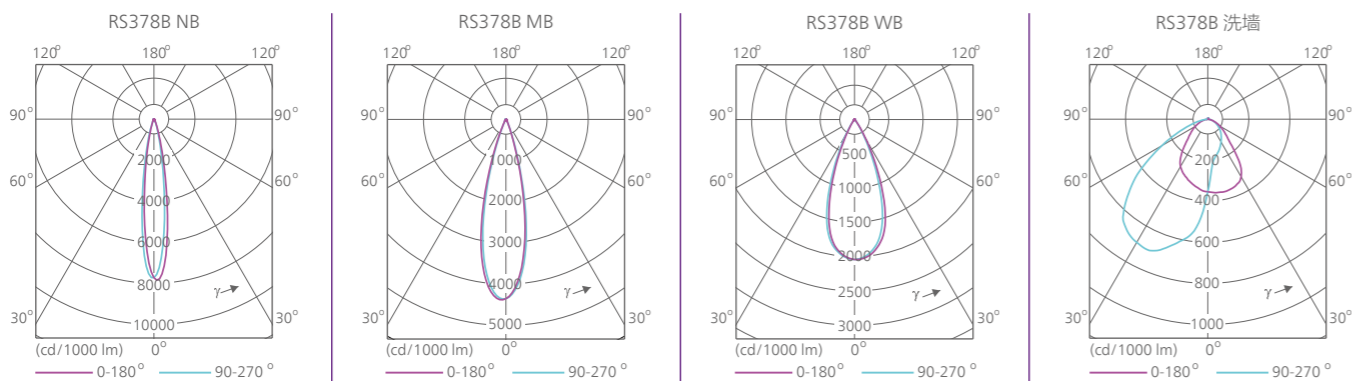 RS378B NB
120° 180° 120°
90° 90°
2000
60° 4000 60°
6000
8000
γ
30° 10000 30°
(cd/1000 lm) 0°
0-180° 90-270°
RS378B MB
120° 180° 120°
90° 90°
1000
60° 2000 60°
3000
4000
γ
30° 5000 30°
(cd/1000 lm) 0°
0-180° 90-270°
RS378B WB
120° 180° 120°
90° 90°
500
60° 1000 60°
1500
2000
2500
γ
30° 3000 30°
(cd/1000 lm) 0°
0-180° 90-270°
RS378B 洗墙
120° 180° 120°
90° 90°
200
60° 400 60°
600
800
γ
30° 1000 30°
(cd/1000 lm) 0°
0-180° 90-270°